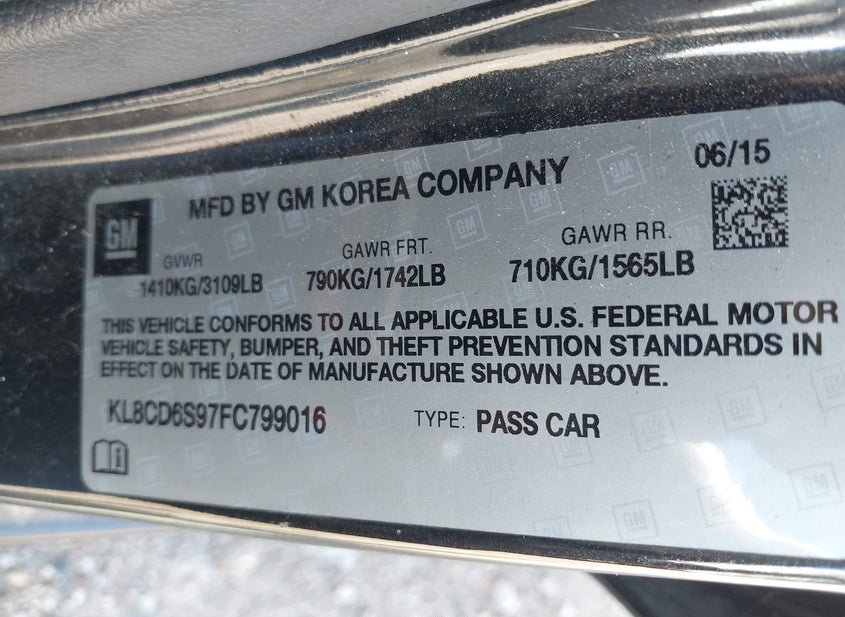 MFD BY GM KOREA COMPANY
06/15
GM
GVWR
1410KG/3109LB
GAWR FRT.
790KG/1742LB
GAWR RR.
710KG/1565LB
THIS VEHICLE CONFORMS TO ALL APPLICABLE U.S. FEDERAL MOTOR
VEHICLE SAFETY, BUMPER, AND THEFT PREVENTION STANDARDS IN
EFFECT ON THE DATE OF MANUFACTURE SHOWN ABOVE.
KL8CD6S97FC799016
TYPE: PASS CAR